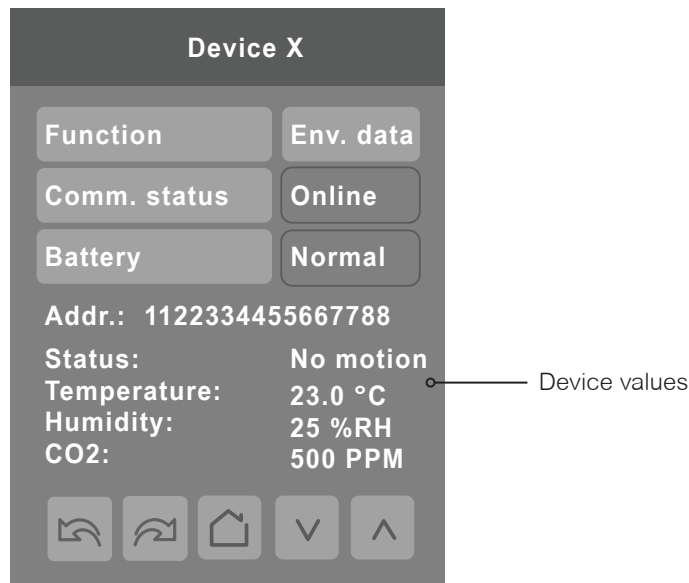 Device X
Function Env. data
Comm. status Online
Battery Normal
Addr.: 1122334455667788
Status: No motion
Temperature: 23.0 °C
Humidity: 25 %RH
CO2: 500 PPM
Device values